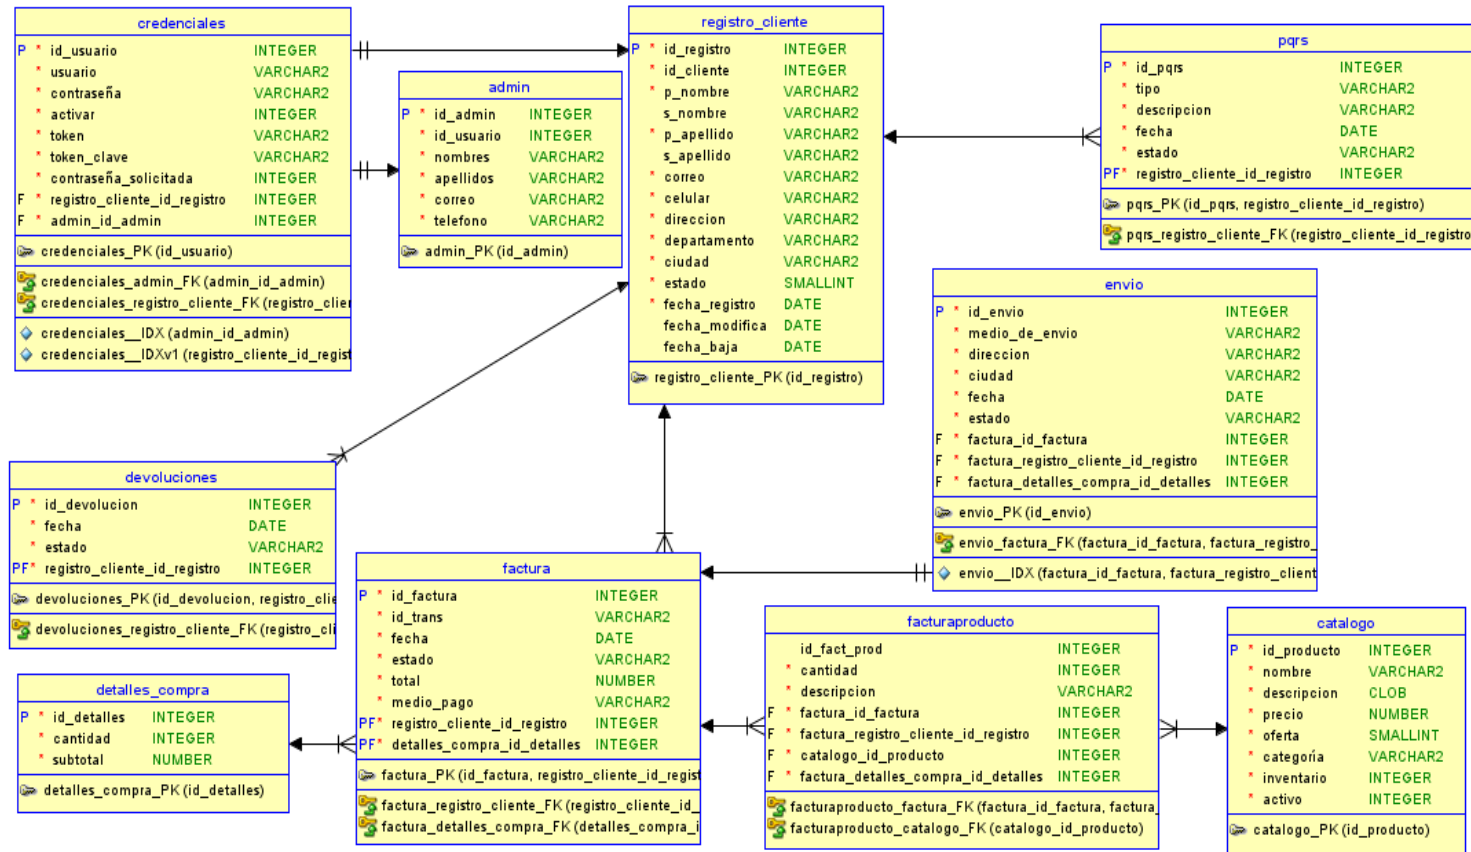 credenciales
P * id_usuario INTEGER
* usuario VARCHAR2
* contraseña VARCHAR2
* activar INTEGER
* token VARCHAR2
* token_clave VARCHAR2
* contraseña_solicitada INTEGER
F * registro_cliente_id_registro INTEGER
F * admin_id_admin INTEGER
credenciales_PK (id_usuario)
credenciales_admin_FK (admin_id_admin)
credenciales_registro_cliente_FK (registro_clier
credenciales__IDX (admin_id_admin)
credenciales__IDXv1 (registro_cliente_id_regist
admin
P * id_admin INTEGER
* id_usuario INTEGER
* nombres VARCHAR2
* apellidos VARCHAR2
* correo VARCHAR2
* telefono VARCHAR2
admin_PK (id_admin)
registro_cliente
P * id_registro INTEGER
* id_cliente INTEGER
* p_nombre VARCHAR2
s_nombre VARCHAR2
* p_apellido VARCHAR2
s_apellido VARCHAR2
* correo VARCHAR2
* celular VARCHAR2
* direccion VARCHAR2
* departamento VARCHAR2
* ciudad VARCHAR2
* estado SMALLINT
* fecha_registro DATE
fecha_modifica DATE
fecha_baja DATE
registro_cliente_PK (id_registro)
pqrs
P * id_pqrs INTEGER
* tipo VARCHAR2
* descripcion VARCHAR2
* fecha DATE
* estado VARCHAR2
PF* registro_cliente_id_registro INTEGER
pqrs_PK (id_pqrs, registro_cliente_id_registro)
pqrs_registro_cliente_FK (registro_cliente_id_registro
envio
P * id_envio INTEGER
* medio_de_envio VARCHAR2
* direccion VARCHAR2
* ciudad VARCHAR2
* fecha DATE
* estado VARCHAR2
F * factura_id_factura INTEGER
F * factura_registro_cliente_id_registro INTEGER
F * factura_detalles_compra_id_detalles INTEGER
envio_PK (id_envio)
envio_factura_FK (factura_id_factura, factura_registro_
envio__IDX (factura_id_factura, factura_registro_client
devoluciones
P * id_devolucion INTEGER
* fecha DATE
* estado VARCHAR2
PF* registro_cliente_id_registro INTEGER
devoluciones_PK (id_devolucion, registro_clie
devoluciones_registro_cliente_FK (registro_cli
detalles_compra
P * id_detalles INTEGER
* cantidad INTEGER
* subtotal NUMBER
detalles_compra_PK (id_detalles)
factura
P * id_factura INTEGER
* id_trans VARCHAR2
* fecha DATE
* estado VARCHAR2
* total NUMBER
* medio_pago VARCHAR2
PF* registro_cliente_id_registro INTEGER
PF* detalles_compra_id_detalles INTEGER
factura_PK (id_factura, registro_cliente_id_regist
factura_registro_cliente_FK (registro_cliente_id_
factura_detalles_compra_FK (detalles_compra_i
facturaproducto
id_fact_prod INTEGER
* cantidad INTEGER
* descripcion VARCHAR2
F * factura_id_factura INTEGER
F * factura_registro_cliente_id_registro INTEGER
F * catalogo_id_producto INTEGER
F * factura_detalles_compra_id_detalles INTEGER
facturaproducto_factura_FK (factura_id_factura, factura_
facturaproducto_catalogo_FK (catalogo_id_producto)
catalogo
P * id_producto INTEGER
* nombre VARCHAR2
* descripcion CLOB
* precio NUMBER
* oferta SMALLINT
* categoría VARCHAR2
* inventario INTEGER
* activo INTEGER
catalogo_PK (id_producto)